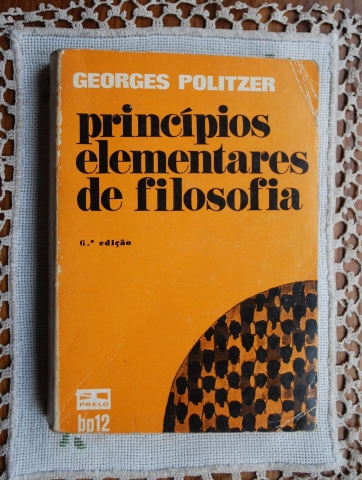 GEORGES POLITZER
princípios
elementares
de filosofia
6.ª edição
PRELO
bp12